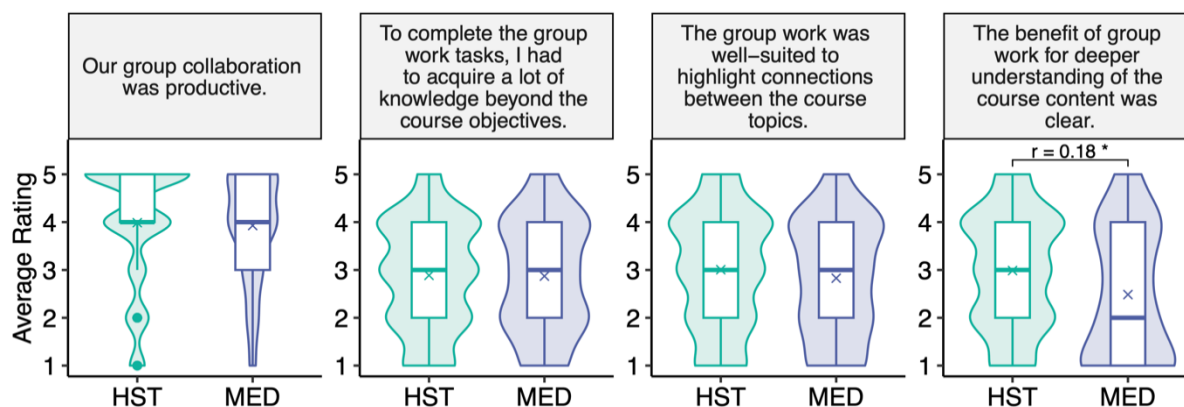 Our group collaboration
was productive.
To complete the group
work tasks, I had
to acquire a lot of
knowledge beyond the
course objectives.
The group work was
well−suited to
highlight connections
between the course
topics.
The benefit of group
work for deeper
understanding of the
course content was
clear.
Average Rating
5
4
3
2
1
HST
MED
5
4
3
2
1
HST
MED
5
4
3
2
1
HST
MED
r = 0.18 *
5
4
3
2
1
HST
MED